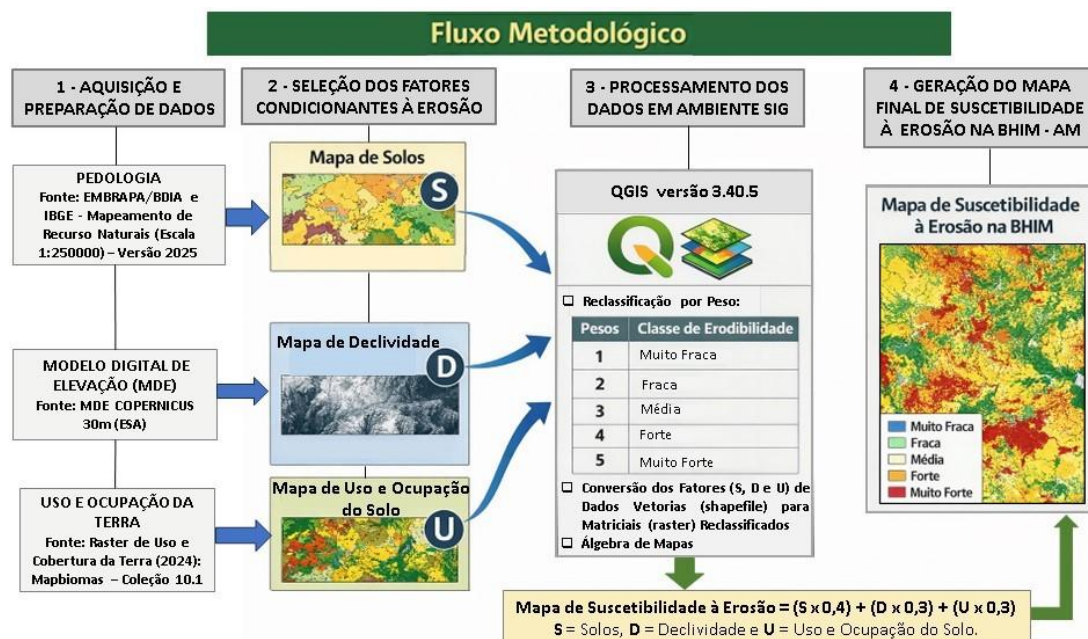 Fluxo Metodológico
1 - AQUISIÇÃO E
PREPARAÇÃO DE DADOS
PEDOLOGIA
Fonte: EMBRAPA/BDIA e
IBGE - Mapeamento de
Recurso Naturais (Escala
1:250000) – Versão 2025
MODELO DIGITAL DE
ELEVAÇÃO (MDE)
Fonte: MDE COPERNICUS
30m (ESA)
USO E OCUPAÇÃO DA
TERRA
Fonte: Raster de Uso e
Cobertura da Terra (2024):
Mapbiomas – Coleção 10.1
2 - SELEÇÃO DOS FATORES
CONDICIONANTES À EROSÃO
Mapa de Solos
S
Mapa de Declividade
D
Mapa de Uso e Ocupação
do Solo
U
3 - PROCESSAMENTO DOS
DADOS EM AMBIENTE SIG
QGIS versão 3.40.5
Reclassificação por Peso:
Pesos Classe de Erodibilidade
1 Muito Fraca
2 Fraca
3 Média
4 Forte
5 Muito Forte
Conversão dos Fatores (S, D e U) de
Dados Vetorias (shapefile) para
Matriciais (raster) Reclassificados
Álgebra de Mapas
4 - GERAÇÃO DO MAPA
FINAL DE SUSCETIBILIDADE
À EROSÃO NA BHIM - AM
Mapa de Suscetibilidade
à Erosão na BHIM
Muito Fraca
Fraca
Média
Forte
Muito Forte
Mapa de Suscetibilidade à Erosão = (S x 0,4) + (D x 0,3) + (U x 0,3)
S = Solos, D = Declividade e U = Uso e Ocupação do Solo.